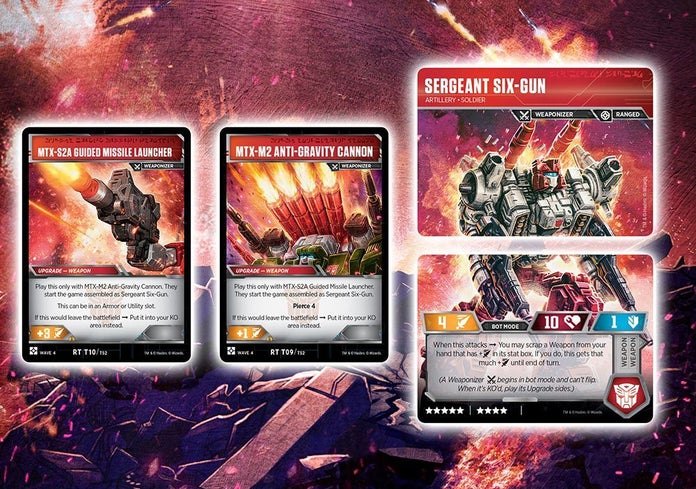 MTX-S2A GUIDED MISSILE LAUNCHER
WEAPONIZER
UPGRADE — WEAPON
Play this only with MTX-M2 Anti-Gravity Cannon. They
start the game assembled as Sergeant Six-Gun.
This can be in an Armor or Utility slot.
If this would leave the battlefield → Put it into your KO
area instead.
+3
WAVE 4
RT T10/T52
TM & © Hasbro. © Wizards.
MTX-M2 ANTI-GRAVITY CANNON
WEAPONIZER
UPGRADE — WEAPON
Play this only with MTX-S2A Guided Missile Launcher.
They start the game assembled as Sergeant Six-Gun.
Pierce 4
If this would leave the battlefield → Put it into your KO
area instead.
+1
WAVE 4
RT T09/T52
TM & © Hasbro. © Wizards.
SERGEANT SIX-GUN
ARTILLERY • SOLDIER
WEAPONIZER
RANGED
4
BOT MODE
10
1
When this attacks → You may scrap a Weapon from your
hand that has + in its stat box. If you do, this gets that
much + until end of turn.
(A Weaponizer begins in bot mode and can't flip.
When it's KO'd, play its Upgrade sides.)
WEAPON
WEAPON
TM & © Hasbro. © Wizards.